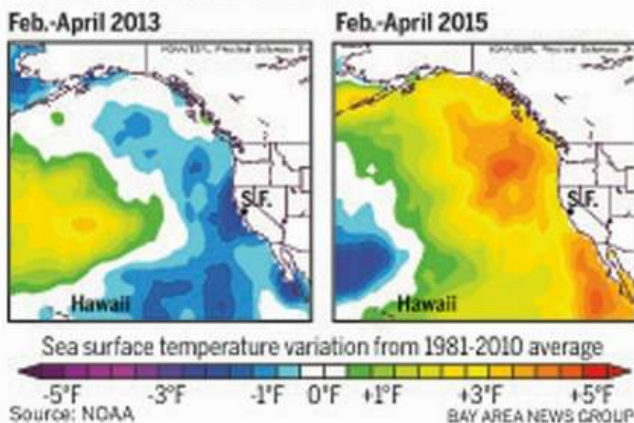 Feb.-April 2013
Feb.-April 2015
S.F.
Hawaii
S.F.
Hawaii
Sea surface temperature variation from 1981-2010 average
-5°F -3°F -1°F 0°F +1°F +3°F +5°F
Source: NOAA
BAY AREA NEWS GROUP